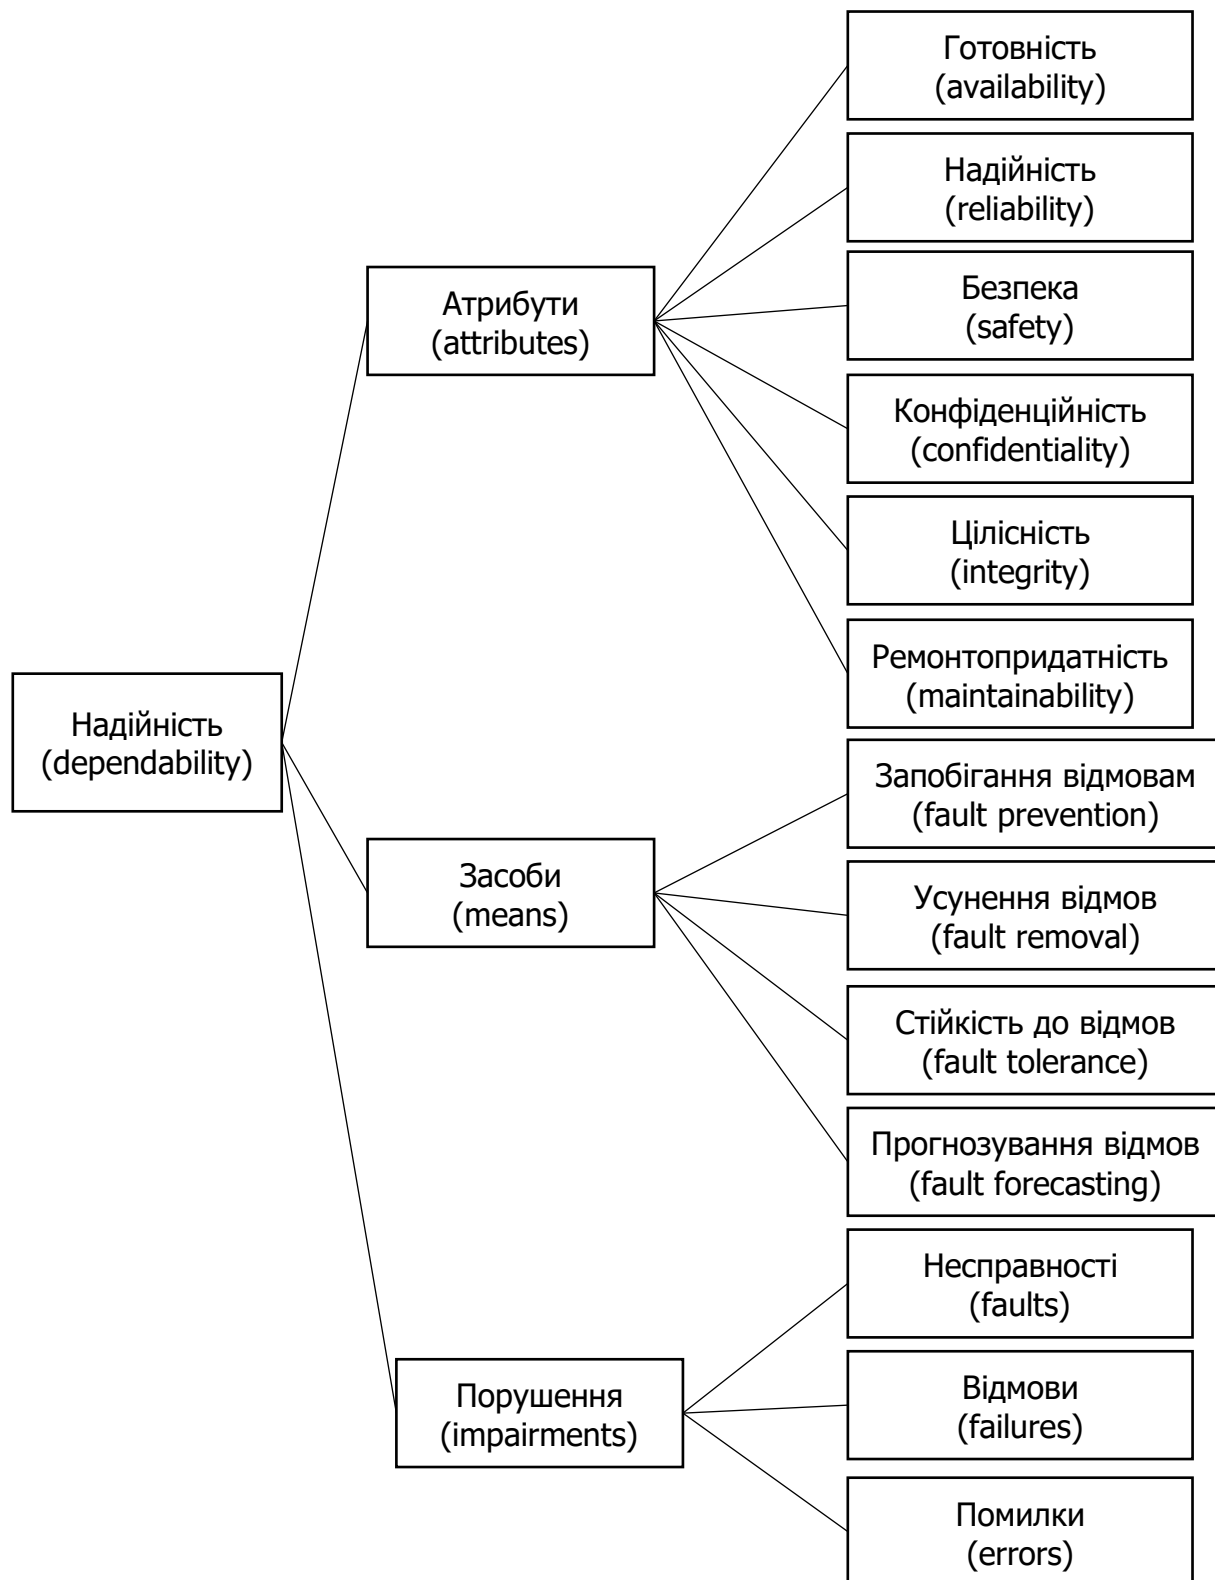 Готовність
(availability)
Надійність
(reliability)
Безпека
(safety)
Атрибути
(attributes)
Конфіденційність
(confidentiality)
Цілісність
(integrity)
Ремонтопридатність
(maintainability)
Надійність
(dependability)
Запобігання відмовам
(fault prevention)
Засоби
(means)
Усунення відмов
(fault removal)
Стійкість до відмов
(fault tolerance)
Прогнозування відмов
(fault forecasting)
Несправності
(faults)
Порушення
(impairments)
Відмови
(failures)
Помилки
(errors)